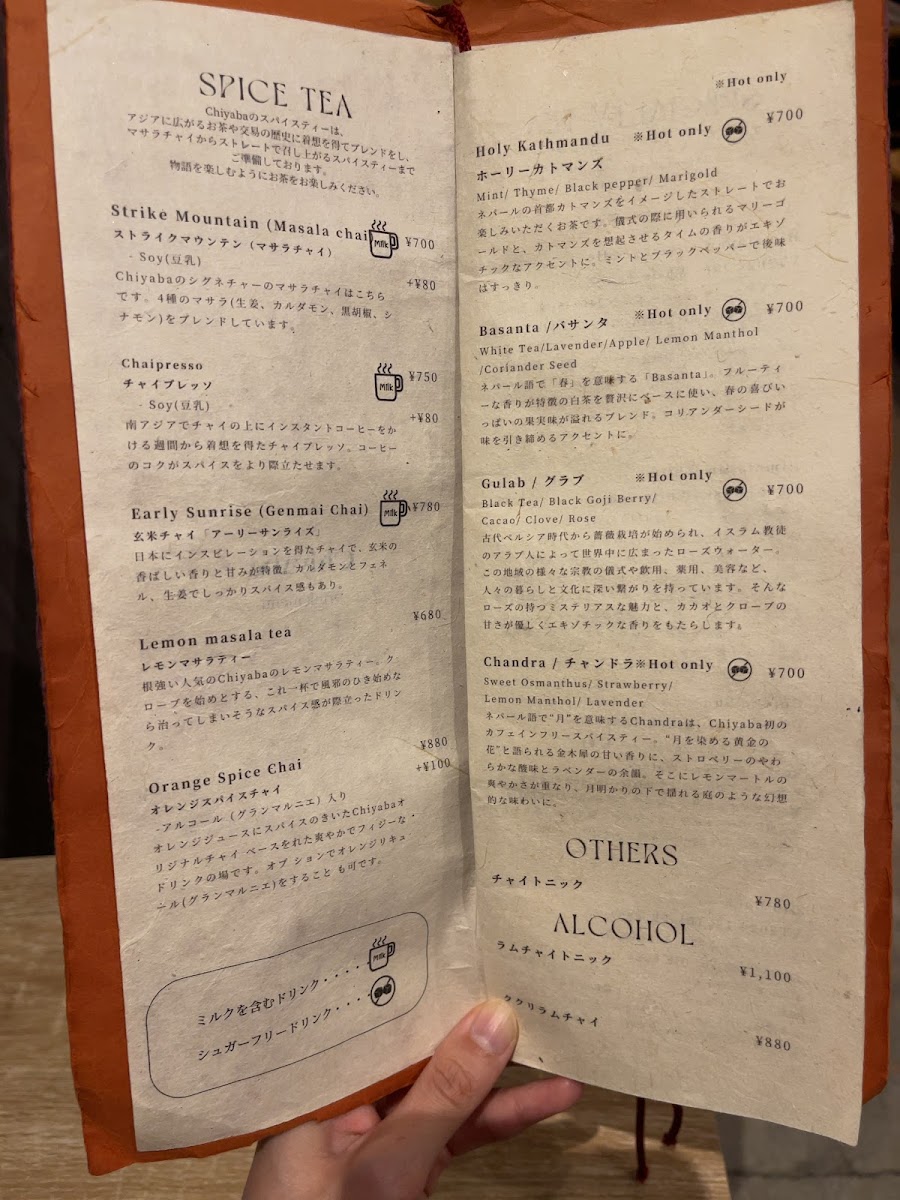 SPICE TEA
Chiyabaのスパイスティーは、
アジアに広がるお茶や交易の歴史に着想を得てブレンドをし、
マサラチャイからストレートで召し上がるスパイスティーまで
ご準備しております。
物語を楽しむようにお茶をお楽しみください。
Strike Mountain (Masala chai)
Milk
¥700
ストライクマウンテン（マサラチャイ）
- Soy(豆乳)
+¥80
Chiyabaのシグネチャーのマサラチャイはこちら
です。4種のマサラ(生姜、カルダモン、黒胡椒、シ
ナモン)をブレンドしています。
Chaipresso
Milk
¥750
チャイプレッソ
- Soy(豆乳)
+¥80
南アジアでチャイの上にインスタントコーヒーをか
ける週間から着想を得たチャイプレッソ。コーヒー
のコクがスパイスをより際立たせます。
Early Sunrise (Genmai Chai)
Milk
¥780
玄米チャイ「アーリーサンライズ」
日本にインスピレーションを得たチャイで、玄米の
香ばしい香りと甘みが特徴。カルダモンとフェネ
ル、生姜でしっかりスパイス感もあり。
¥680
Lemon masala tea
レモンマサラティー
根強い人気のChiyabaのレモンマサラティー。ク
ローブを始めとする、これ一杯で風邪のひき始めな
ら治ってしまいそうなスパイス感が際立ったドリン
ク。
¥880
Orange Spice Chai
+¥100
オレンジスパイスチャイ
-アルコール（グランマルニエ）入り
オレンジジュースにスパイスのきいたChiyabaオ
リジナルチャイ ベースをれた爽やかでフィジーな・
ドリンクの場です。オプ ションでオレンジリキュ
ール(グランマルニエ)をすること も可です。
ミルクを含むドリンク・・・・・
Milk
シュガーフリードリンク・・・・
※Hot only
Holy Kathmandu ※Hot only
¥700
ホーリーカトマンズ
Mint/ Thyme/ Black pepper/ Marigold
ネパールの首都カトマンズをイメージしたストレートでお
楽しみいただくお茶です。儀式の際に用いられるマリーゴ
ールドと、カトマンズを想起させるタイムの香りがエキゾ
チックなアクセントに。ミントとブラックペッパーで後味
はすっきり。
Basanta /バサンタ ※Hot only
¥700
White Tea/Lavender/Apple/ Lemon Manthol
/Coriander Seed
ネパール語で「春」を意味する「Basanta」。フルーティ
ーな香りが特徴の白茶を贅沢にベースに使い、春の喜びい
っぱいの果実味が溢れるブレンド。コリアンダーシードが
味を引き締めるアクセントに。
Gulab / グラブ ※Hot only
¥700
Black Tea/ Black Goji Berry/
Cacao/ Clove/ Rose
古代ペルシア時代から薔薇栽培が始められ、イスラム教徒
のアラブ人によって世界中に広まったローズウォーター。
この地域の様々な宗教の儀式や飲用、薬用、美容など、
人々の暮らしと文化に深い繋がりを持っています。そんな
ローズの持つミステリアスな魅力と、カカオとクローブの
甘さが優しくエキゾチックな香りをもたらします。
Chandra / チャンドラ※Hot only
¥700
Sweet Osmanthus/ Strawberry/
Lemon Manthol/ Lavender
ネパール語で“月”を意味するChandraは、Chiyaba初の
カフェインフリースパイスティー。“月を染める黄金の
花”と語られる金木犀の甘い香りに、ストロベリーのやわ
らかな酸味とラベンダーの余韻。そこにレモンマートルの
爽やかさが重なり、月明かりの下で揺れる庭のような幻想
的な味わいに。
OTHERS
チャイトニック
¥780
ALCOHOL
ラムチャイトニック
¥1,100
ククリラムチャイ
¥880